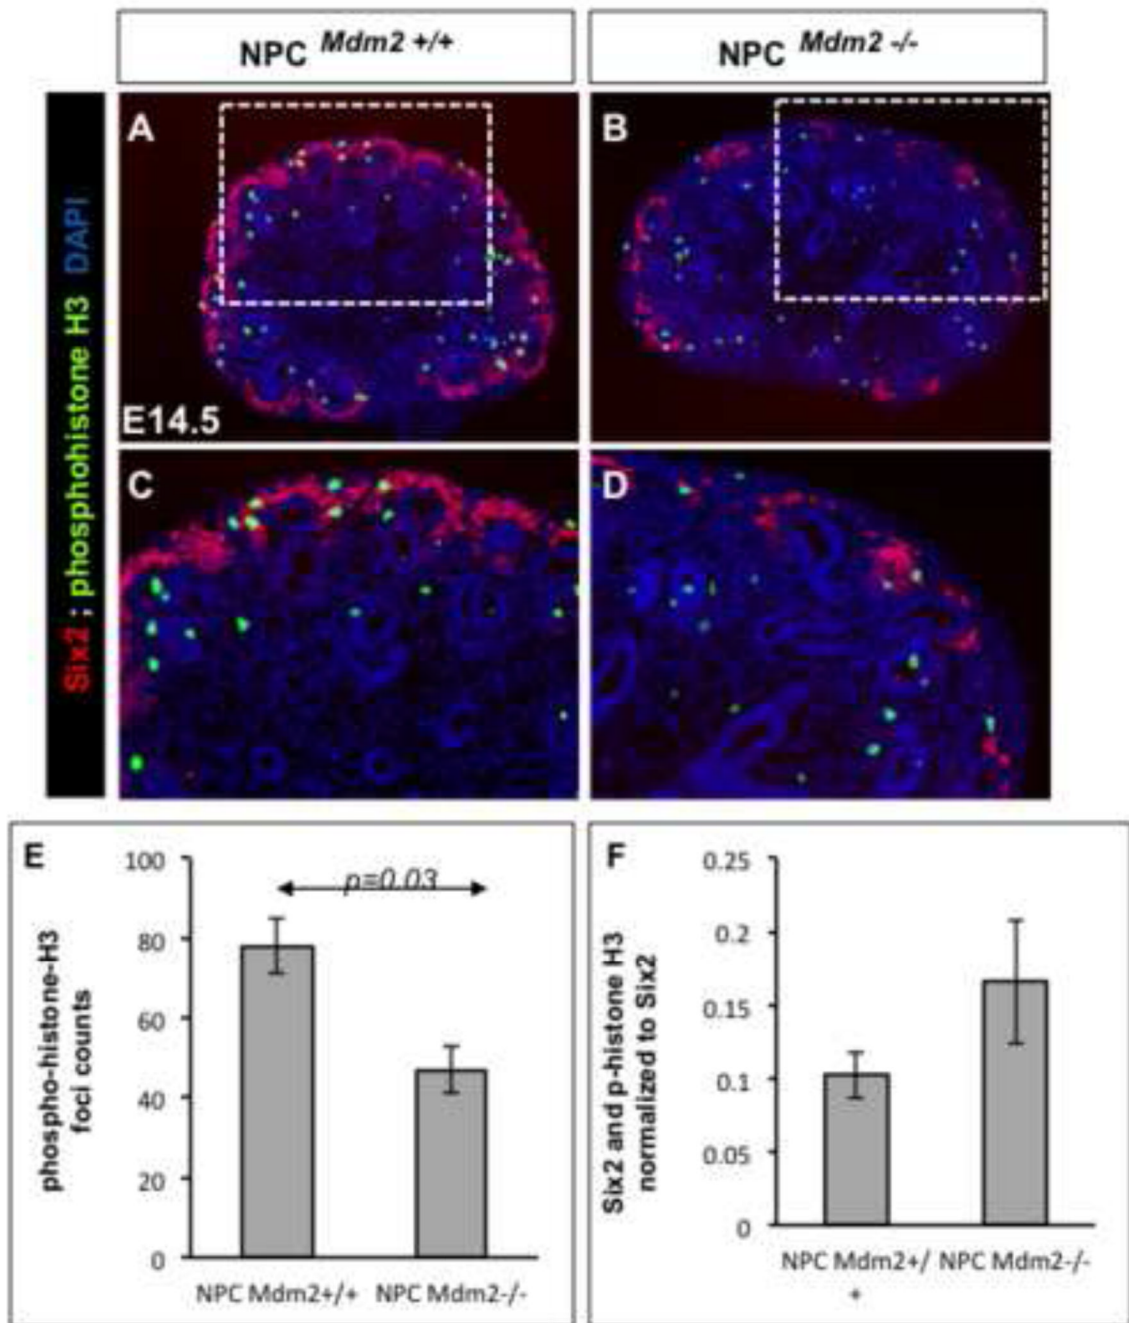 NPC Mdm2 +/+
NPC Mdm2 -/-
Six2 ; phosphohistone H3 DAPI
A
B
E14.5
C
D
E
100
80
60
40
20
0
p=0.03
phospho-histone-H3
foci counts
NPC Mdm2+/+
NPC Mdm2-/-
F
0.25
0.2
0.15
0.1
0.05
0
Six2 and p-histone H3
normalized to Six2
NPC Mdm2+/
+
NPC Mdm2-/-